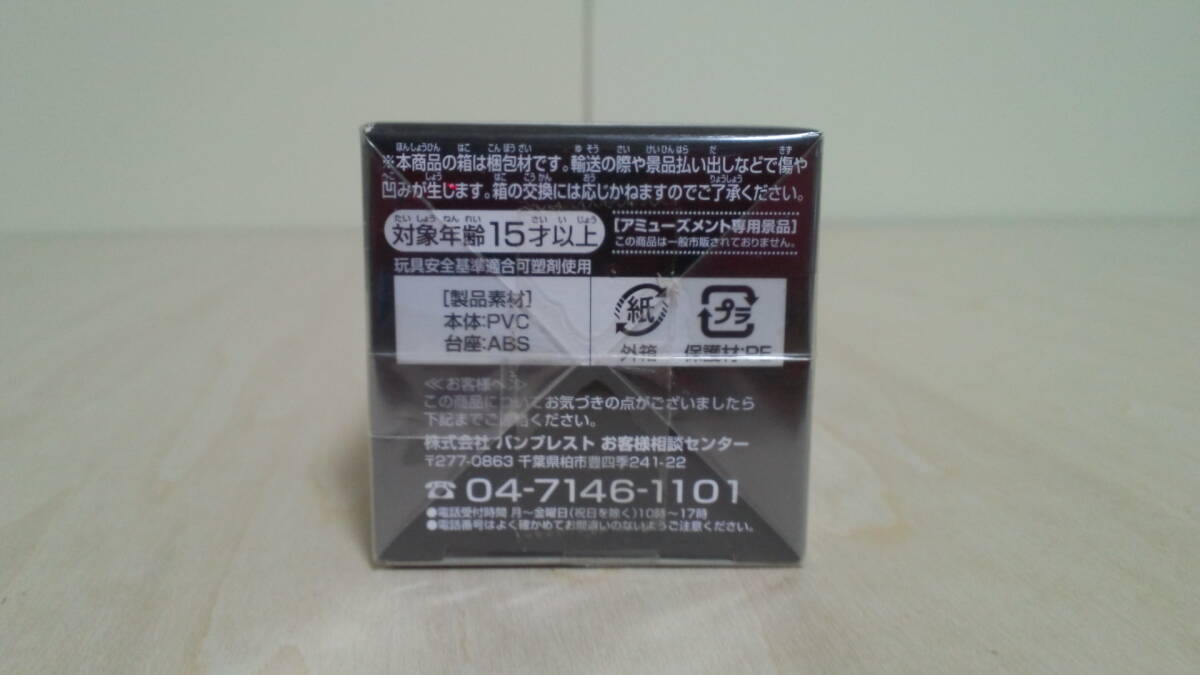 ※本商品の箱は梱包材です。輸送の際や景品払い出しなどで傷や
凹みが生じます。箱の交換には応じかねますのでご了承ください。
対象年齢15才以上
[アミューズメント専用景品]
この商品は一般市販されておりません。
玩具安全基準適合可塑剤使用
[製品素材]
本体:PVC
台座:ABS
紙
外箱
プラ
保護材:PE
≪お客様へ≫
この商品についてお気づきの点がございましたら
下記までご連絡ください。
株式会社 バンプレスト お客様相談センター
〒277-0863 千葉県柏市豊四季241-22
☎ 04-7146-1101
●電話受付時間 月～金曜日(祝日を除く)10時～17時
●電話番号はよく確かめてお間違いのないようご注意ください。